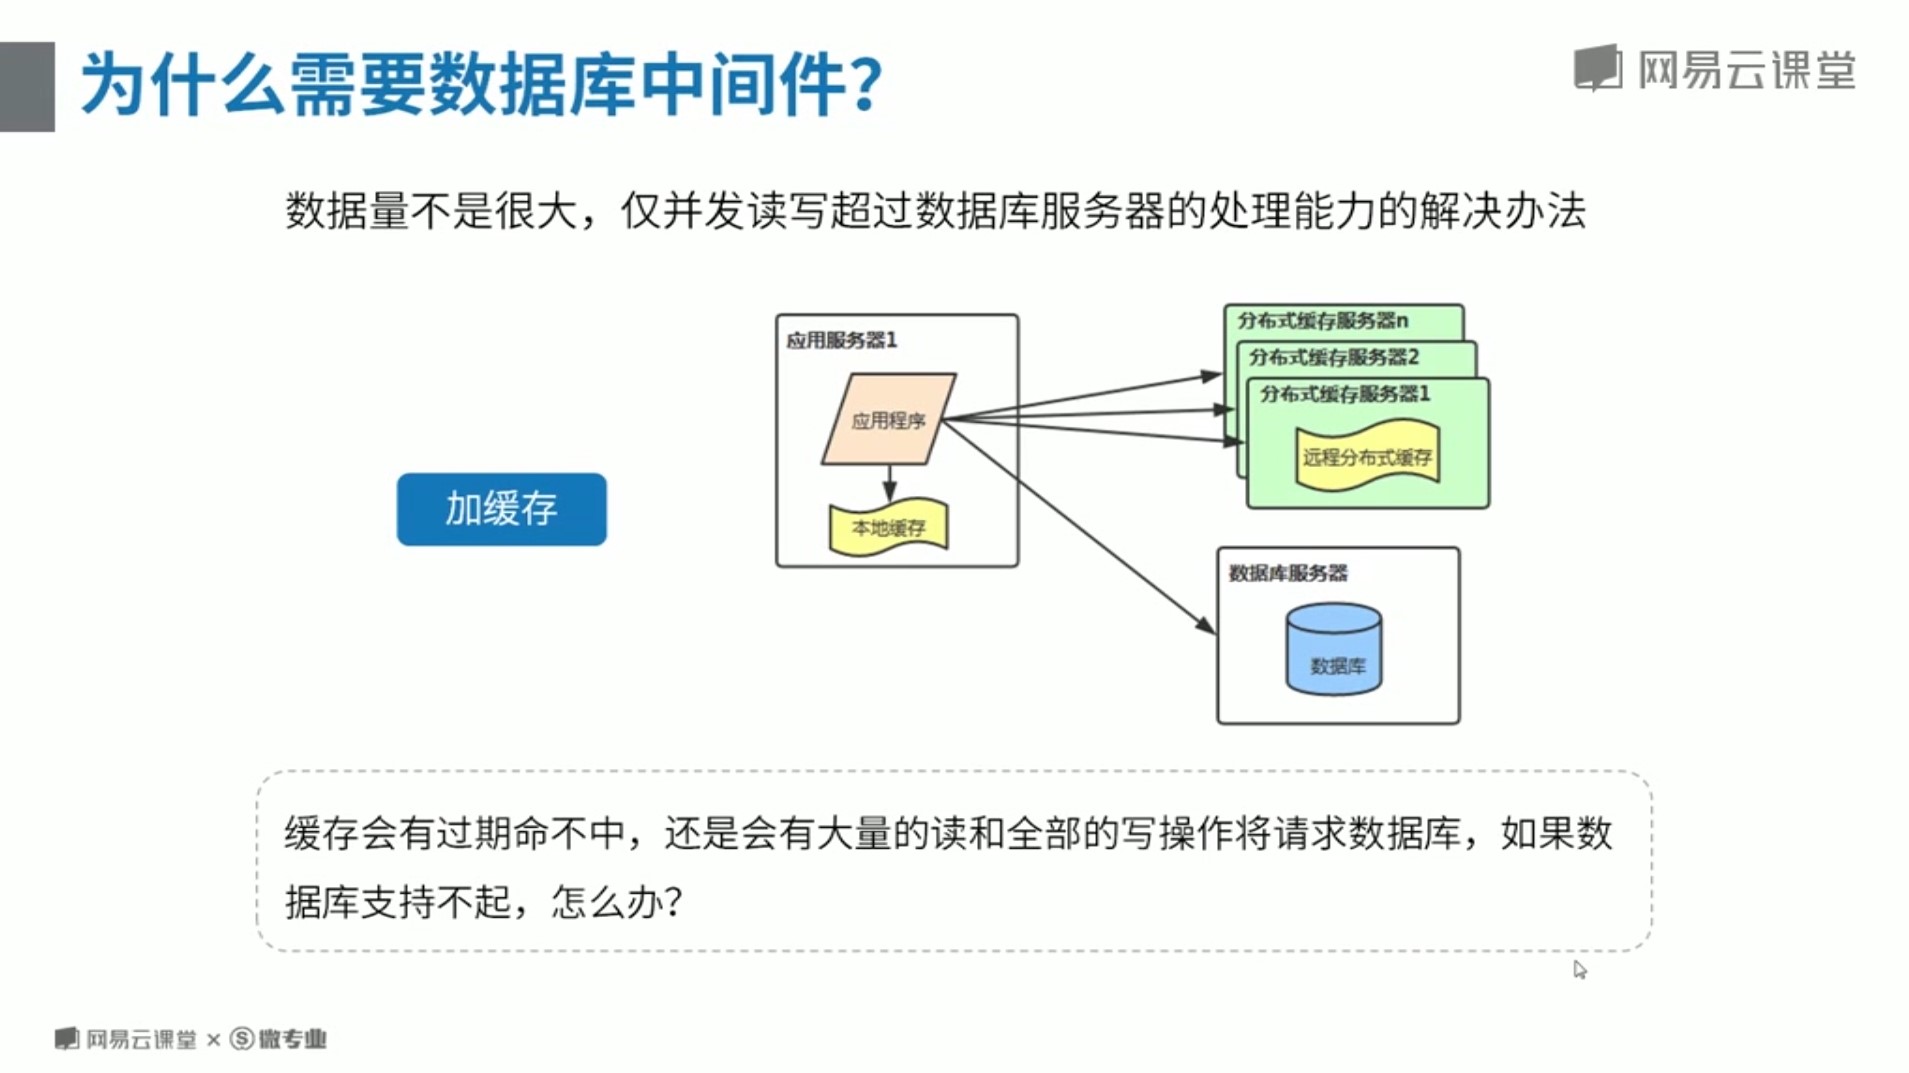 为什么需要数据库中间件？
网易云课堂
数据量不是很大，仅并发读写超过数据库服务器的处理能力的解决办法
加缓存
应用服务器1
应用程序
本地缓存
分布式缓存服务器n
分布式缓存服务器2
分布式缓存服务器1
远程分布式缓存
数据库服务器
数据库
缓存会有过期命不中，还是会有大量的读和全部的写操作将请求数据库，如果数
据库支持不起，怎么办？
网易云课堂 × Ⓢ微专业